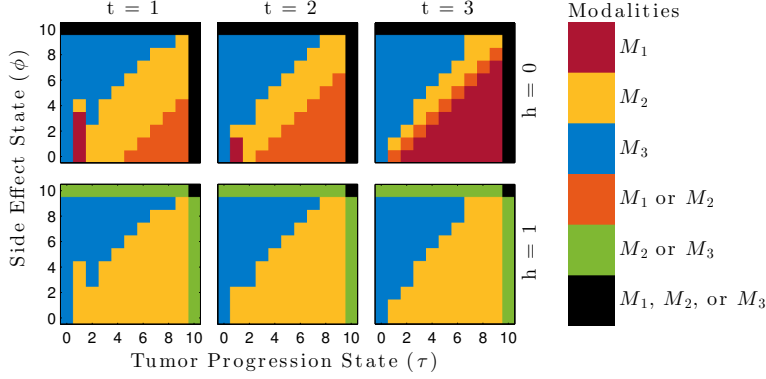 t = 1
t = 2
t = 3
Modalities
Side Effect State (ϕ)
10
8
6
4
2
0
h = 0
10
8
6
4
2
0
h = 1
0 2 4 6 8 10
0 2 4 6 8 10
0 2 4 6 8 10
Tumor Progression State (τ)
M₁
M₂
M₃
M₁ or M₂
M₂ or M₃
M₁, M₂, or M₃